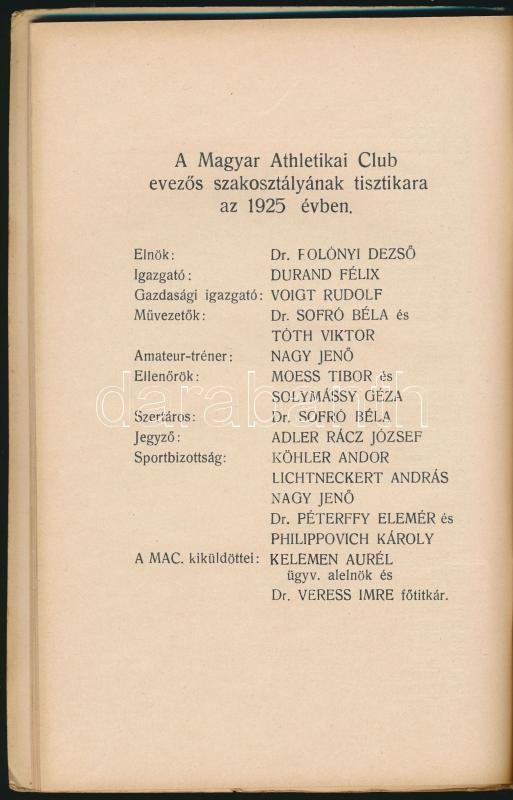 A Magyar Athletikai Club
evezős szakosztályának tisztikara
az 1925 évben.
Elnök: Dr. POLÓNYI DEZSŐ
Igazgató: DURAND FÉLIX
Gazdasági igazgató: VOIGT RUDOLF
Művezetők: Dr. SOFRÓ BÉLA és
TÓTH VIKTOR
Amateur-tréner: NAGY JENŐ
Ellenőrök: MOESS TIBOR és
SOLYMÁSSY GÉZA
Szertáros: Dr. SOFRÓ BÉLA
Jegyző: ADLER RÁCZ JÓZSEF
Sportbizottság: KÖHLER ANDOR
LICHTNECKERT ANDRÁS
NAGY JENŐ
Dr. PÉTERFFY ELEMÉR és
PHILIPPOVICH KÁROLY
A MAC. kiküldöttei: KELEMEN AURÉL
ügyv. alelnök és
Dr. VERESS IMRE főtitkár.
darabanth